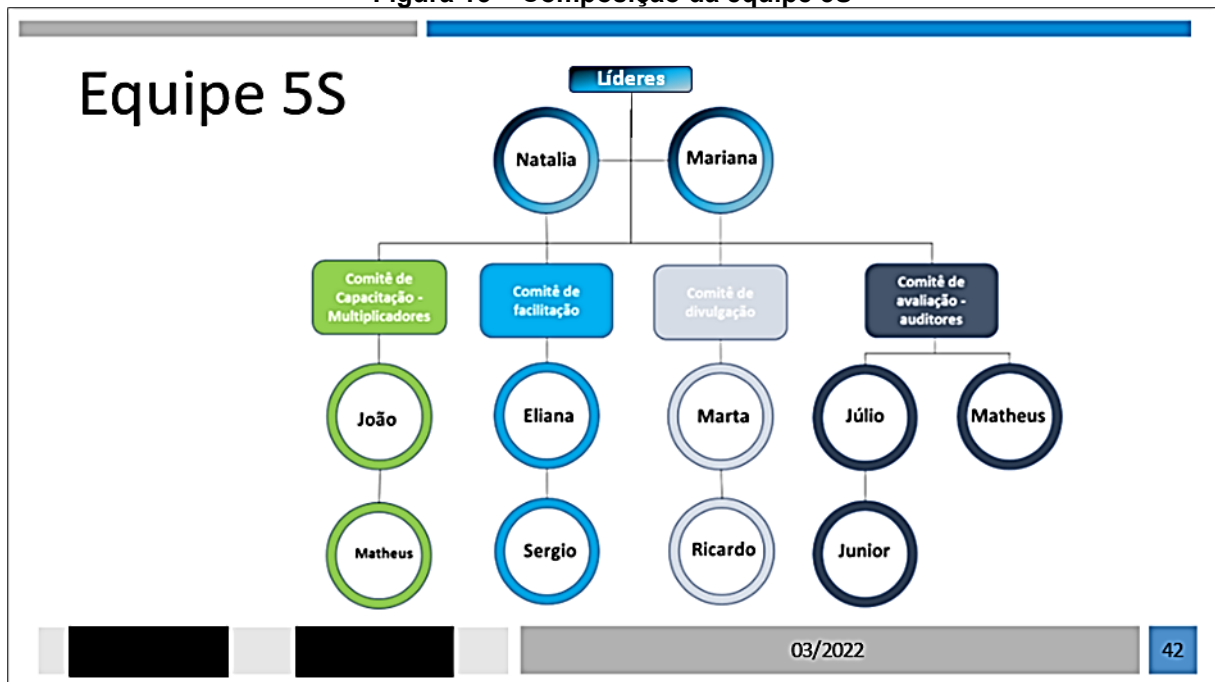 Equipe 5S
Líderes
Natalia
Mariana
Comitê de
Capacitação -
Multiplicadores
Comitê de
facilitação
Comitê de
divulgação
Comitê de
avaliação -
auditores
João
Eliana
Marta
Júlio
Matheus
Matheus
Sergio
Ricardo
Junior
03/2022
42